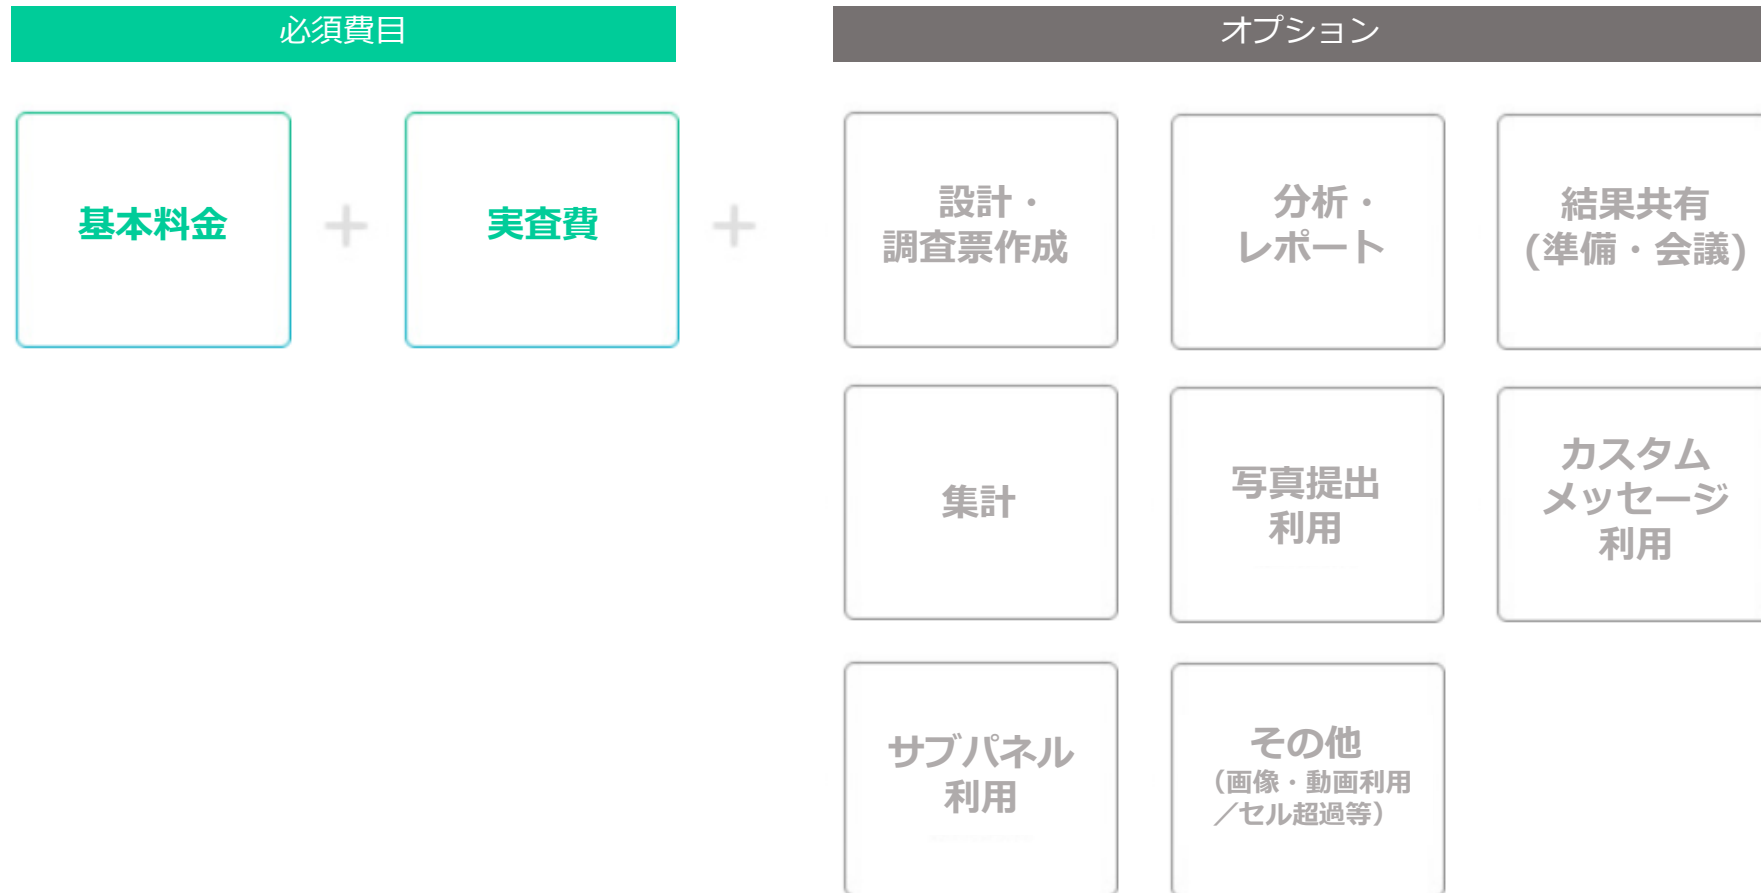 必須費目
オプション
基本料金
+
実査費
+
設計・
調査票作成
分析・
レポート
結果共有
(準備・会議)
集計
写真提出
利用
カスタム
メッセージ
利用
サブパネル
利用
その他
（画像・動画利用
／セル超過等）